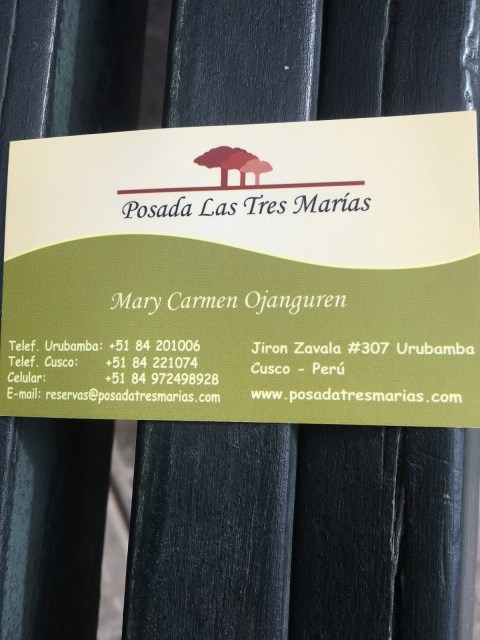 Posada Las Tres Marías
Mary Carmen Ojanguren
Telef. Urubamba: +51 84 201006
Telef. Cusco: +51 84 221074
Celular: +51 84 972498928
E-mail: reservas@posadatresmarias.com
Jiron Zavala #307 Urubamba
Cusco - Perú
www.posadatresmarias.com